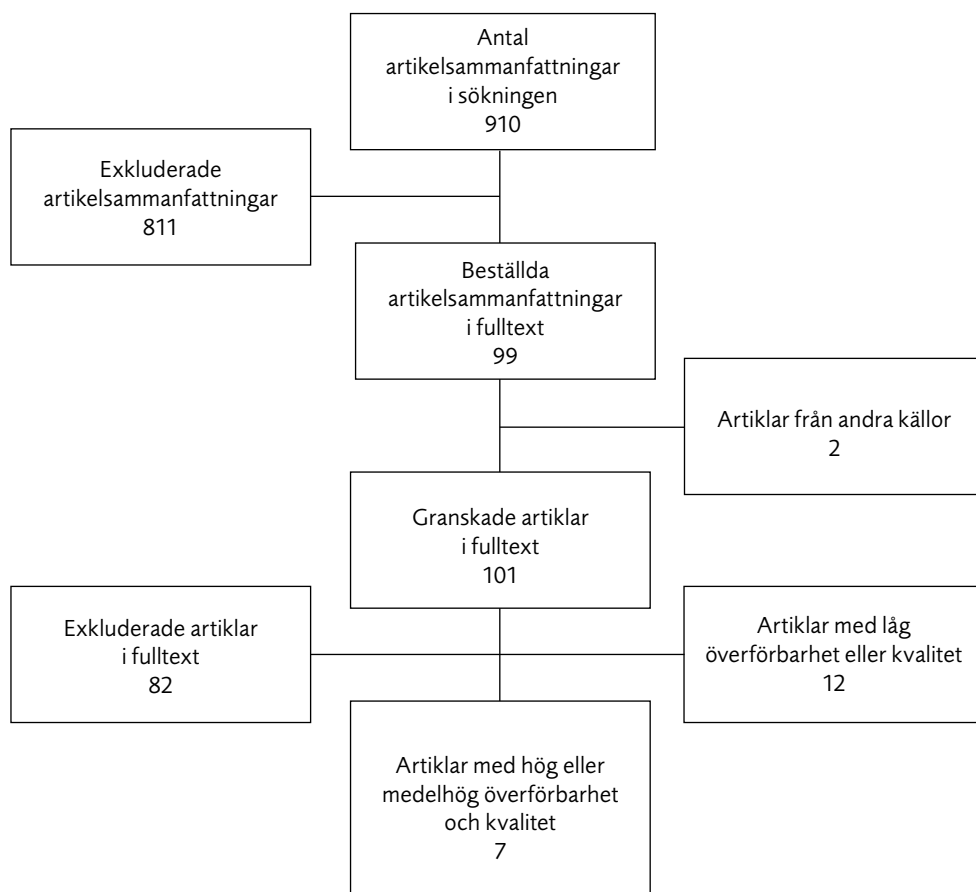 Antal
artikelsammanfattningar
i sökningen
910
Exkluderade
artikelsammanfattningar
811
Beställda
artikelsammanfattningar
i fulltext
99
Artiklar från andra källor
2
Granskade artiklar
i fulltext
101
Exkluderade artiklar
i fulltext
82
Artiklar med låg
överförbarhet eller kvalitet
12
Artiklar med hög eller
medelhög överförbarhet
och kvalitet
7